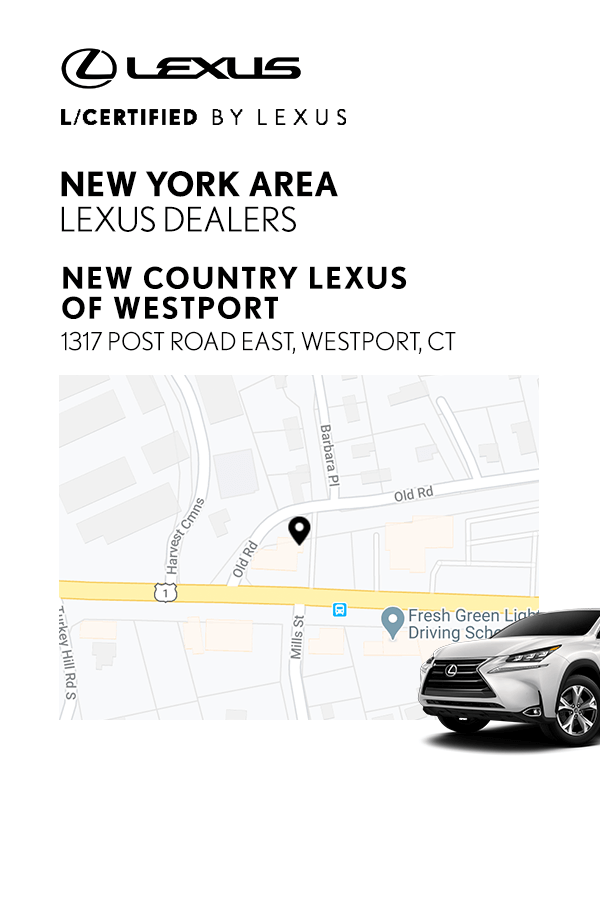 LEXUS
L/CERTIFIED BY LEXUS
NEW YORK AREA
LEXUS DEALERS
NEW COUNTRY LEXUS
OF WESTPORT
1317 POST ROAD EAST, WESTPORT, CT
Barbara Pl
Old Rd
Harvest Cmns
Old Rd
1
Fresh Green Light
Driving Scho
Mills St
Turkey Hill Rd S